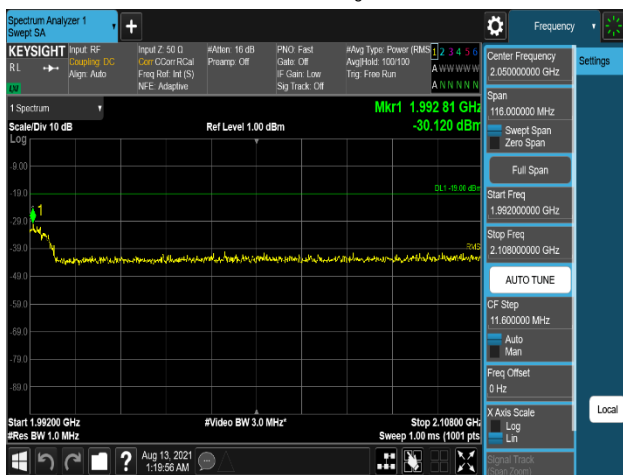 Spectrum Analyzer 1
Swept SA
Frequency
KEYSIGHT
R L
LV
Input: RF
Coupling: DC
Align: Auto
Input Z: 50 Ω
Corr CCorr RCal
Freq Ref: Int (S)
NFE: Adaptive
#Atten: 16 dB
Preamp: Off
PNO: Fast
Gate: Off
IF Gain: Low
Sig Track: Off
#Avg Type: Power (RMS
Avg|Hold: 100/100
Trig: Free Run
1 2 3 4 5 6
A W W W W W
A N N N N N
1 Spectrum
Scale/Div 10 dB
Log
Ref Level 1.00 dBm
Mkr1 1.992 81 GHz
-30.120 dBm
-9.00
-19.0
-29.0
-39.0
-49.0
-59.0
-69.0
-79.0
-89.0
DL1 -19.00 dBm
1
RMS
Start 1.99200 GHz
#Res BW 1.0 MHz
#Video BW 3.0 MHz*
Stop 2.10800 GHz
Sweep 1.00 ms (1001 pts)
Center Frequency
2.050000000 GHz
Settings
Span
116.000000 MHz
Swept Span
Zero Span
Full Span
Start Freq
1.992000000 GHz
Stop Freq
2.108000000 GHz
AUTO TUNE
CF Step
11.600000 MHz
Auto
Man
Freq Offset
0 Hz
X Axis Scale
Log
Lin
Local
Signal Track
(Span Zoom)
?
Aug 13, 2021
1:19:56 AM